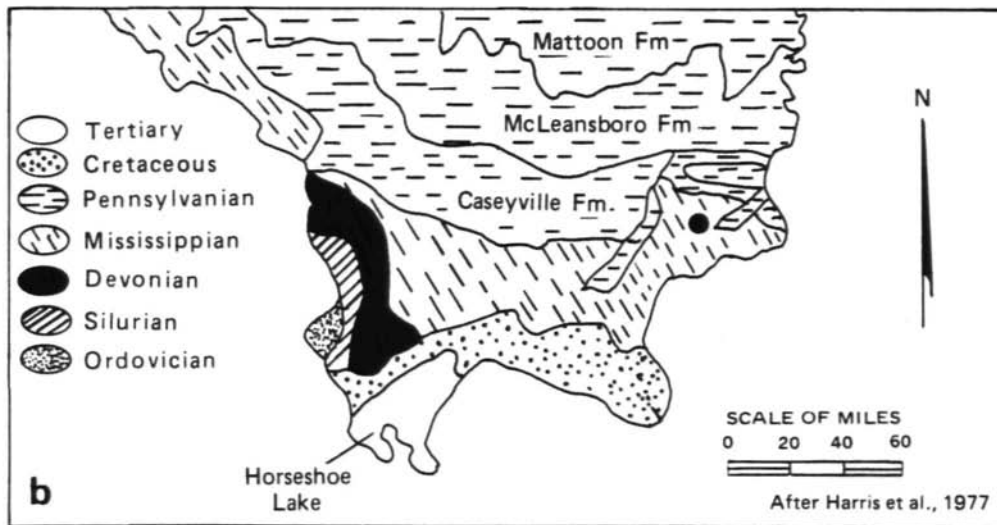 Mattoon Fm
McLeansboro Fm
Caseyville Fm.
Tertiary
Cretaceous
Pennsylvanian
Mississippian
Devonian
Silurian
Ordovician
N
SCALE OF MILES
0 20 40 60
Horseshoe
Lake
b
After Harris et al., 1977